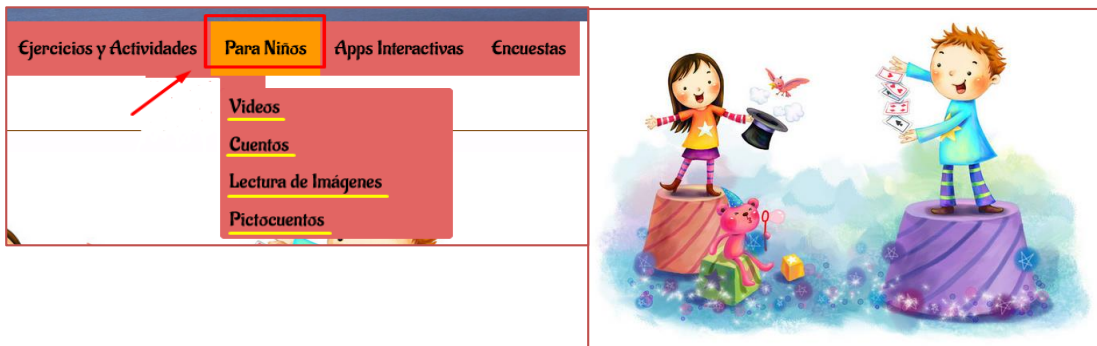 Ejercicios y Actividades Para Niños Apps Interactivas Encuestas
Videos
Cuentos
Lectura de Imágenes
Pictocuentos